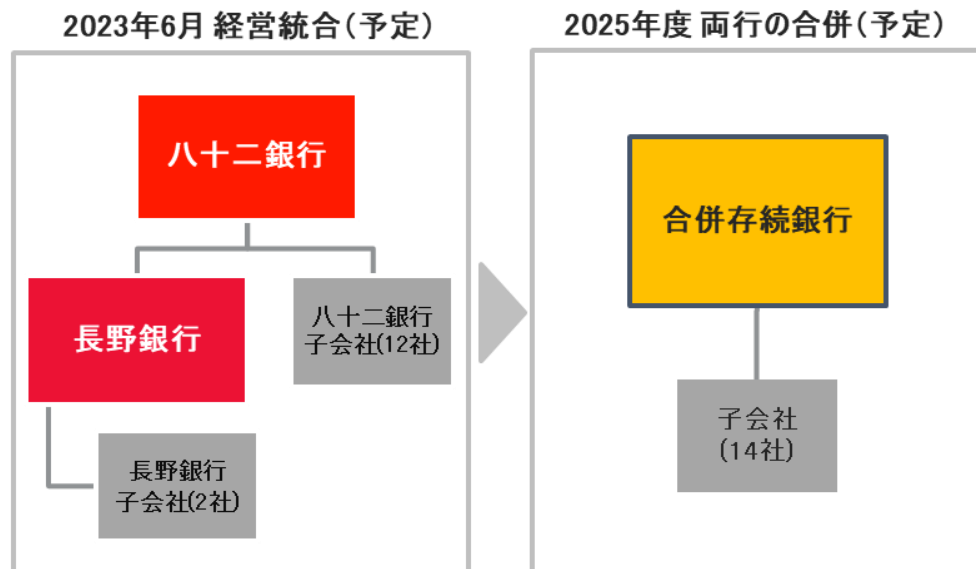 2023年6月 経営統合(予定)
八十二銀行
長野銀行
八十二銀行
子会社(12社)
長野銀行
子会社(2社)
2025年度 両行の合併(予定)
合併存続銀行
子会社
(14社)